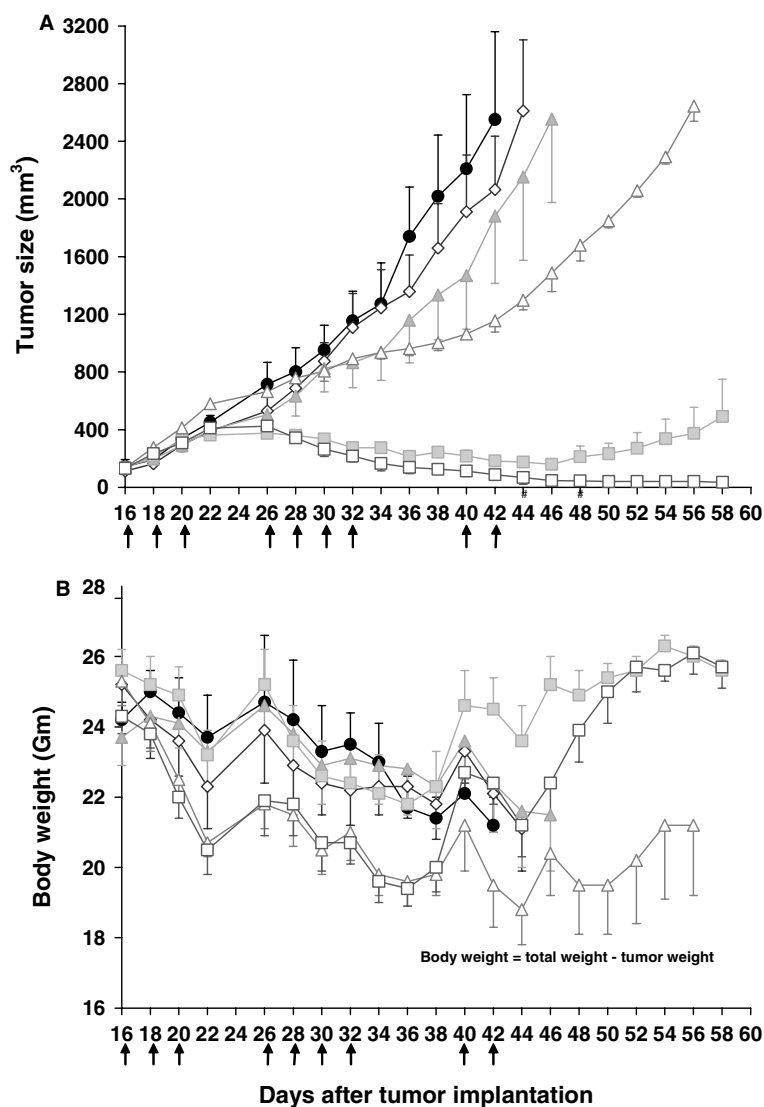 A
Tumor size (mm³)
3200
2800
2400
2000
1600
1200
800
400
0
# #
16 18 20 22 24 26 28 30 32 34 36 38 40 42 44 46 48 50 52 54 56 58 60
B
Body weight (Gm)
28
26
24
22
20
18
16
Body weight = total weight - tumor weight
16 18 20 22 24 26 28 30 32 34 36 38 40 42 44 46 48 50 52 54 56 58 60
Days after tumor implantation